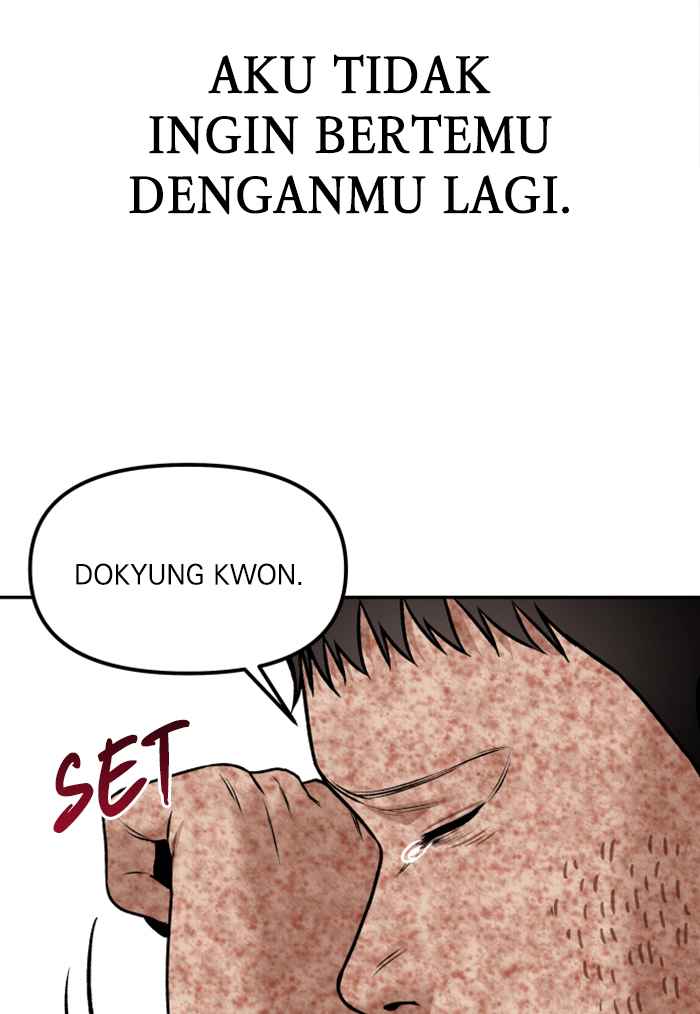 AKU TIDAK
INGIN BERTEMU
DENGANMU LAGI.
DOKYUNG KWON.
SET